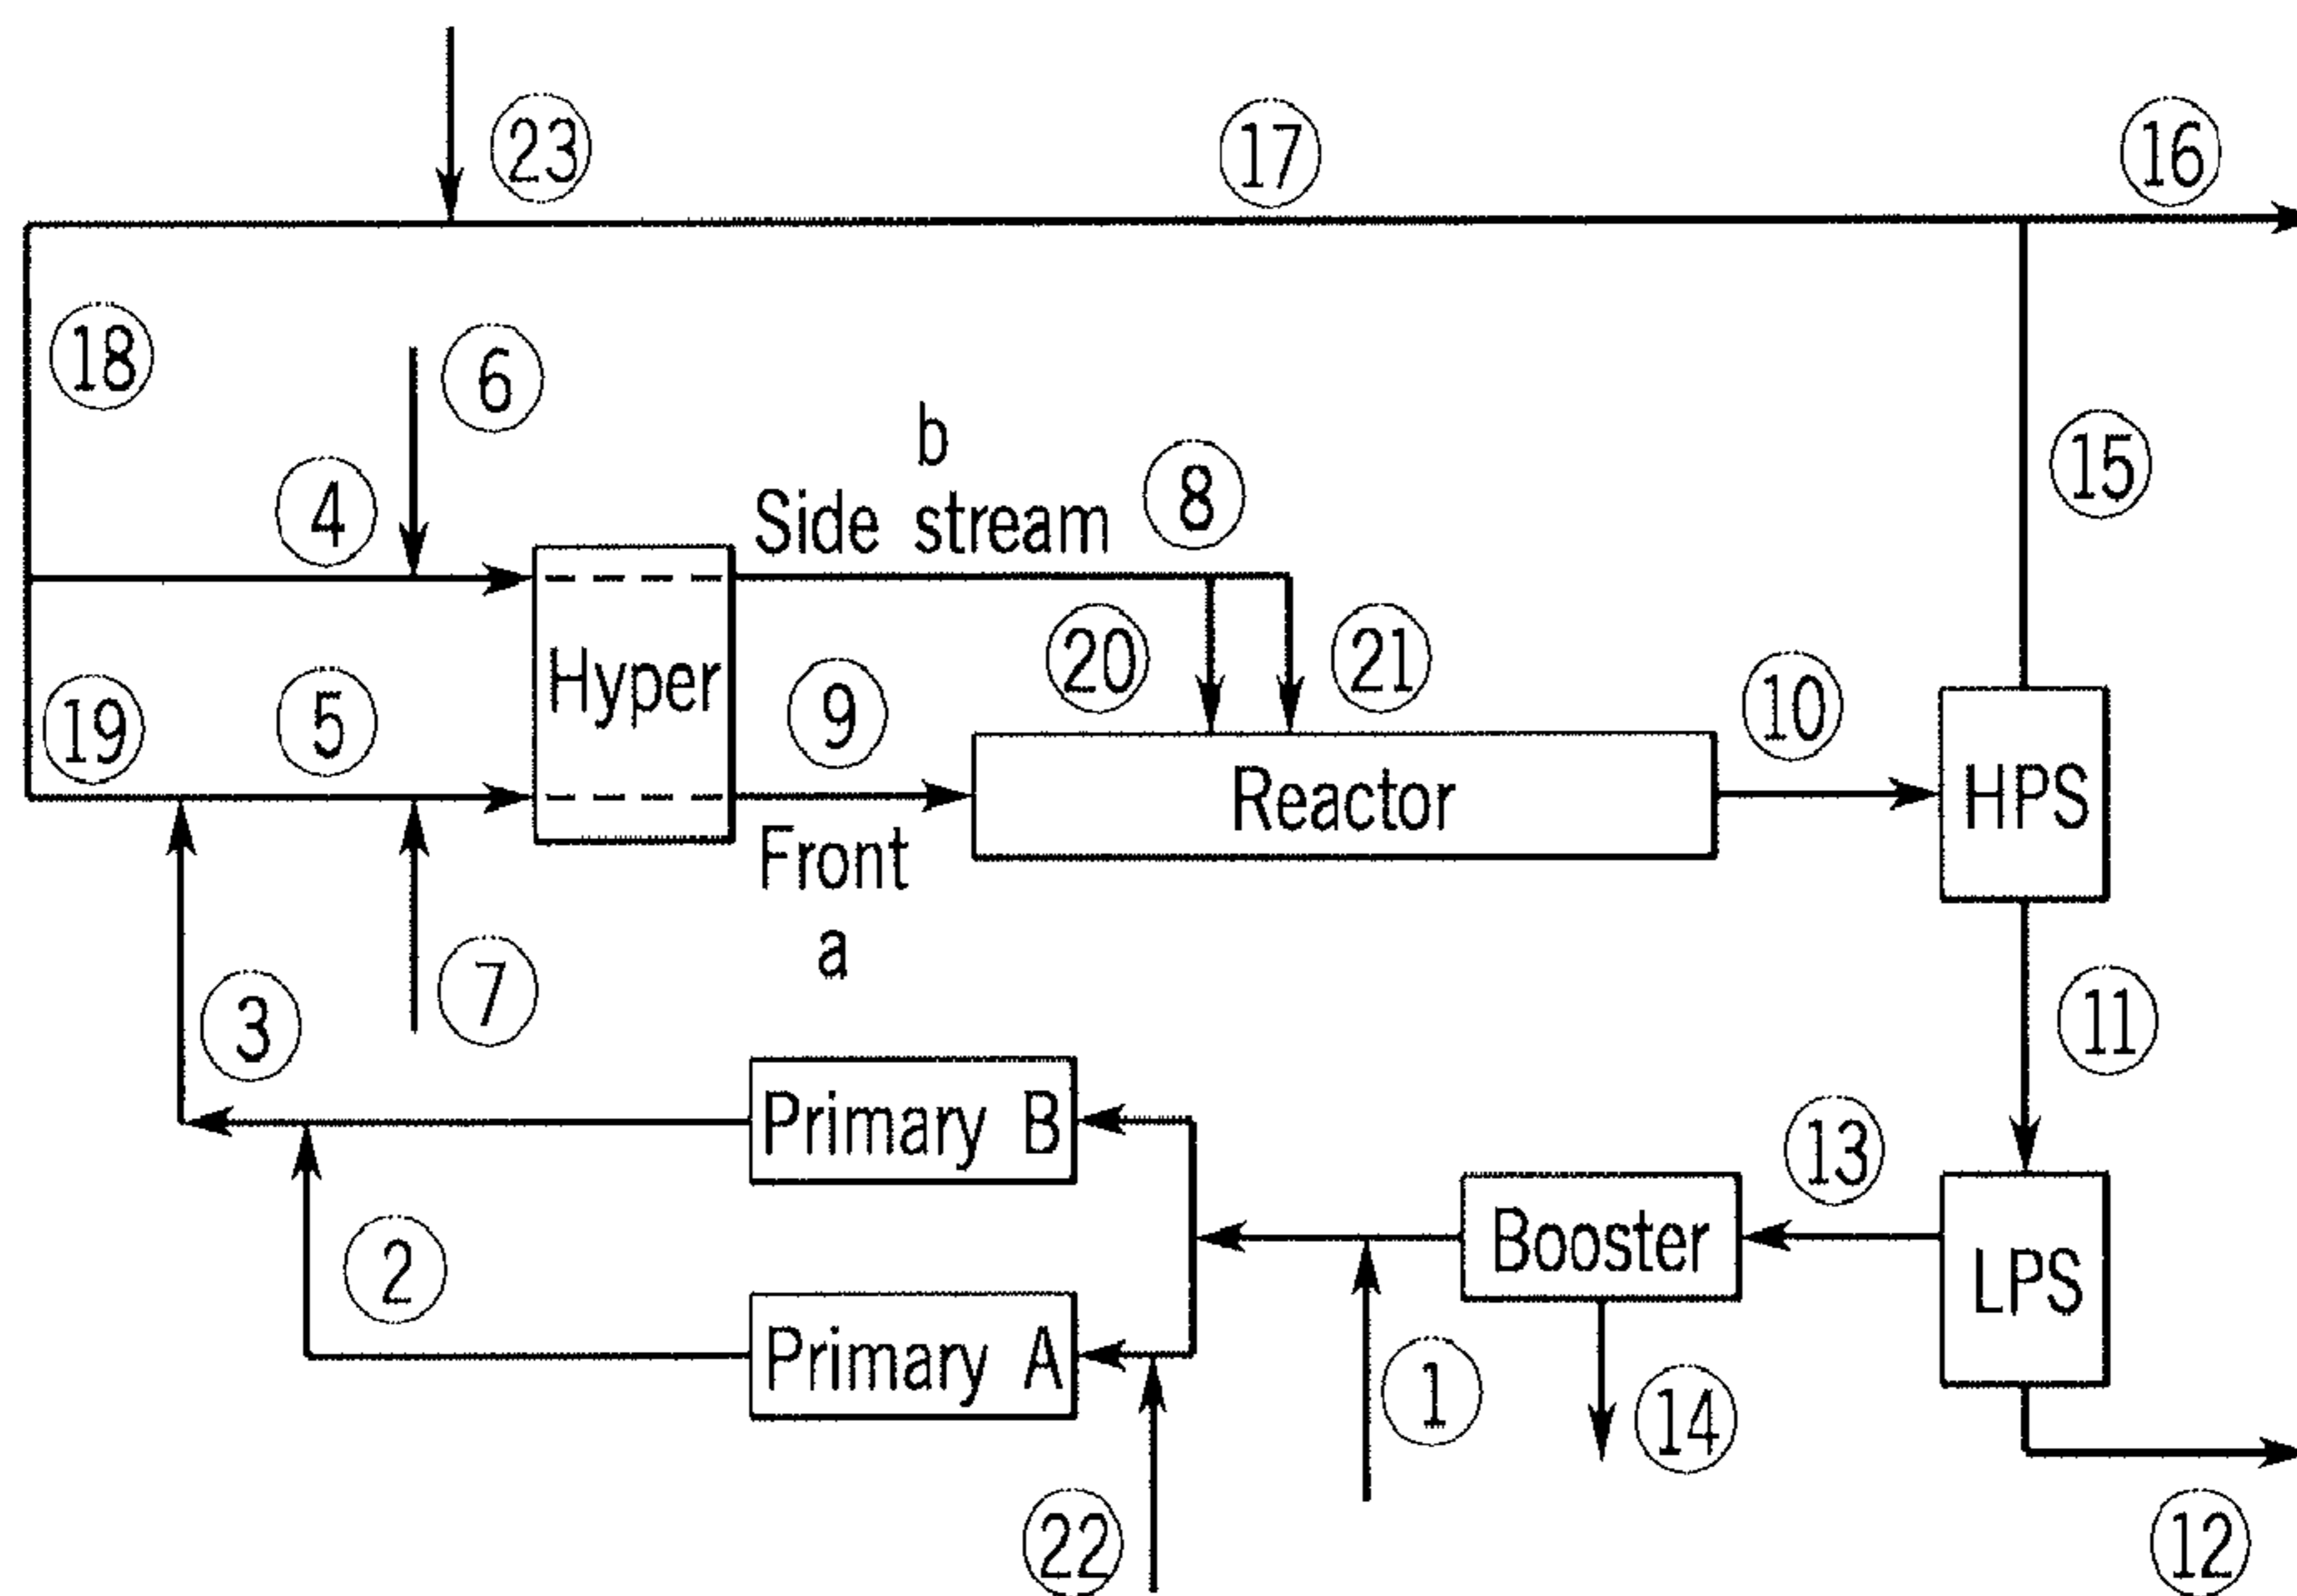 23
17
16
18
6
b
4
Side stream
8
15
Hyper
20
21
10
19
5
9
Reactor
HPS
Front
a
7
3
11
Primary B
13
2
Booster
LPS
Primary A
1
14
22
12